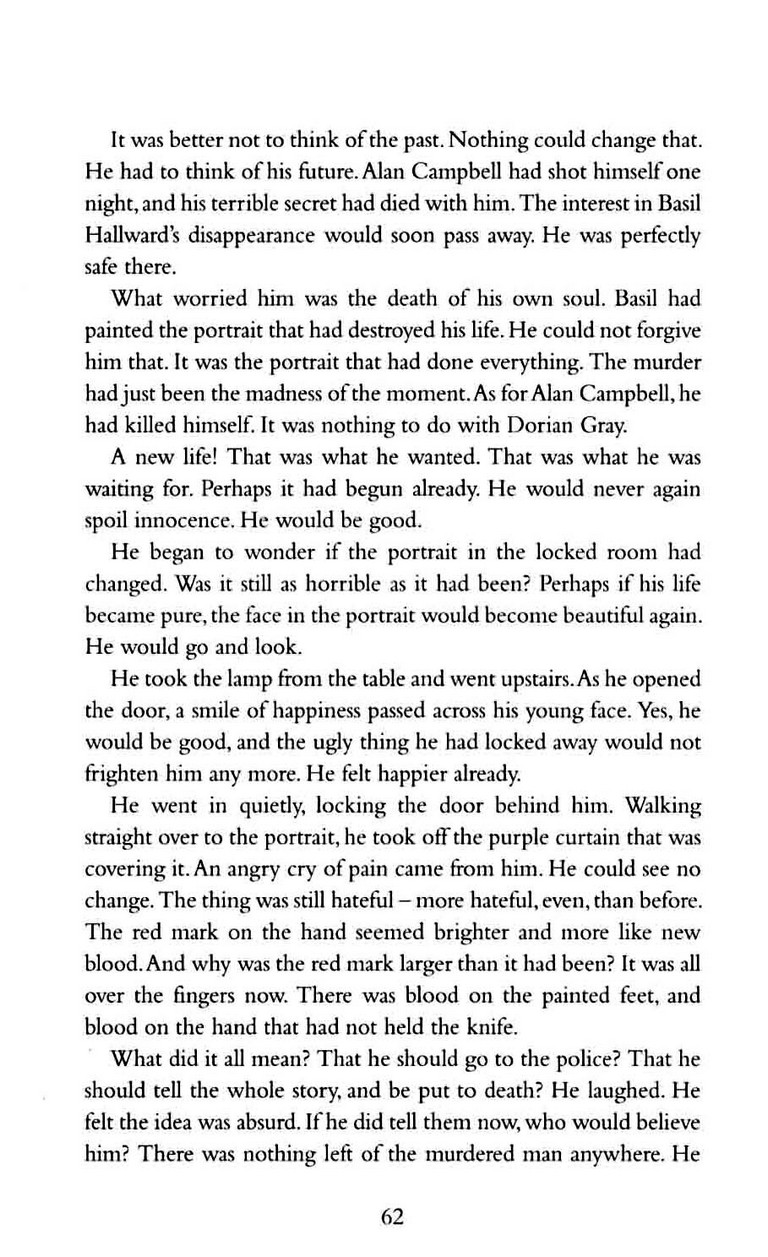 It was better not to think of the past. Nothing could change that.
He had to think of his future. Alan Campbell had shot himself one
night, and his terrible secret had died with him. The interest in Basil
Hallward's disappearance would soon pass away. He was perfectly
safe there.
What worried him was the death of his own soul. Basil had
painted the portrait that had destroyed his life. He could not forgive
him that. It was the portrait that had done everything. The murder
had just been the madness of the moment. As for Alan Campbell, he
had killed himself. It was nothing to do with Dorian Gray.
A new life! That was what he wanted. That was what he was
waiting for. Perhaps it had begun already. He would never again
spoil innocence. He would be good.
He began to wonder if the portrait in the locked room had
changed. Was it still as horrible as it had been? Perhaps if his life
became pure, the face in the portrait would become beautiful again.
He would go and look.
He took the lamp from the table and went upstairs. As he opened
the door, a smile of happiness passed across his young face. Yes, he
would be good, and the ugly thing he had locked away would not
frighten him any more. He felt happier already.
He went in quietly, locking the door behind him. Walking
straight over to the portrait, he took off the purple curtain that was
covering it. An angry cry of pain came from him. He could see no
change. The thing was still hateful – more hateful, even, than before.
The red mark on the hand seemed brighter and more like new
blood. And why was the red mark larger than it had been? It was all
over the fingers now. There was blood on the painted feet, and
blood on the hand that had not held the knife.
What did it all mean? That he should go to the police? That he
should tell the whole story, and be put to death? He laughed. He
felt the idea was absurd. If he did tell them now, who would believe
him? There was nothing left of the murdered man anywhere. He
62